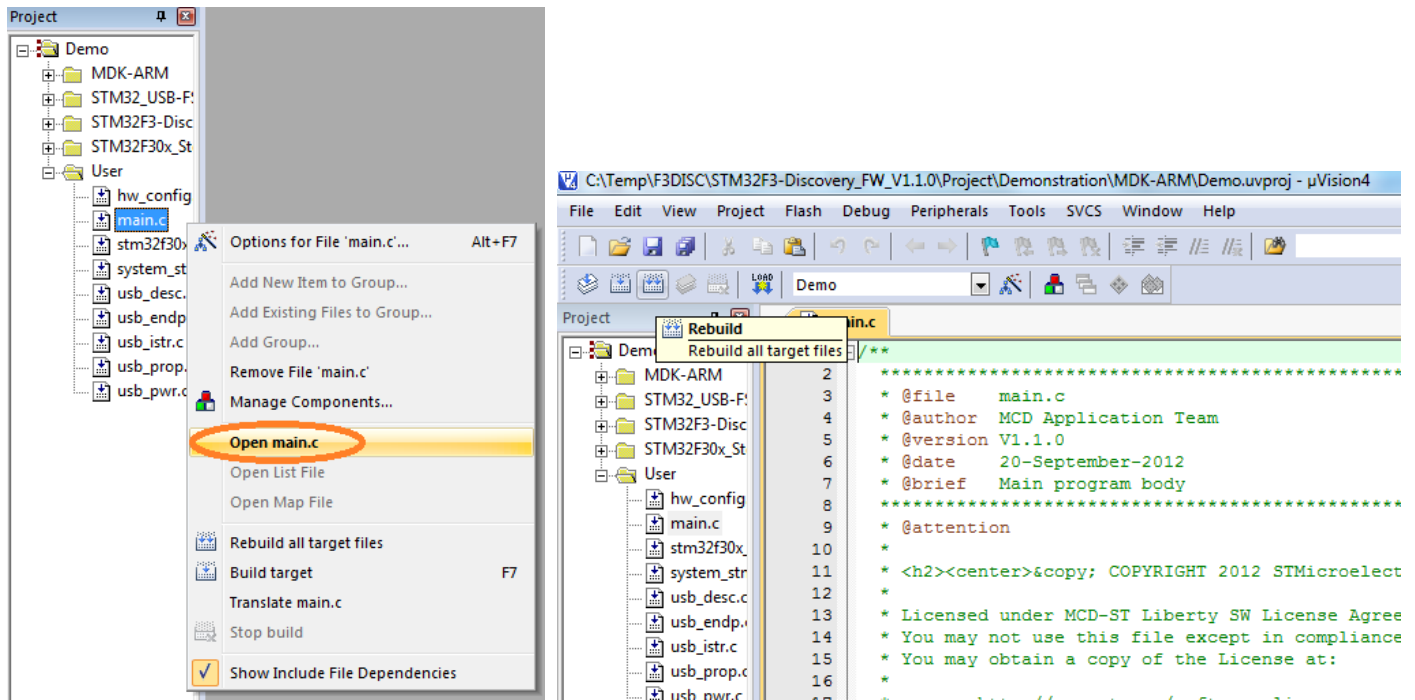 Project
Demo
MDK-ARM
STM32_USB-F
STM32F3-Disc
STM32F30x_St
User
hw_config
main.c
stm32f30x
system_st
usb_desc.
usb_endp
usb_istr.c
usb_prop.
usb_pwr.c
Options for File 'main.c'... Alt+F7
Add New Item to Group...
Add Existing Files to Group...
Add Group...
Remove File 'main.c'
Manage Components...
Open main.c
Open List File
Open Map File
Rebuild all target files
Build target F7
Translate main.c
Stop build
Show Include File Dependencies
C:\Temp\F3DISC\STM32F3-Discovery_FW_V1.1.0\Project\Demonstration\MDK-ARM\Demo.uvproj - µVision4
File Edit View Project Flash Debug Peripherals Tools SVCS Window Help
LOAD
Demo
Project
Rebuild
Rebuild all target files
in.c
Dem
MDK-ARM
STM32_USB-F
STM32F3-Disc
STM32F30x_St
User
hw_config
main.c
stm32f30x_
system_stm
usb_desc.c
usb_endp.
usb_istr.c
usb_prop.c
usb_pwr.c
/**
2 ************************************************
3 * @file main.c
4 * @author MCD Application Team
5 * @version V1.1.0
6 * @date 20-September-2012
7 * @brief Main program body
8 ************************************************
9 * @attention
10 *
11 * <h2><center>&copy; COPYRIGHT 2012 STMicroelect
12 *
13 * Licensed under MCD-ST Liberty SW License Agree
14 * You may not use this file except in compliance
15 * You may obtain a copy of the License at:
16 *